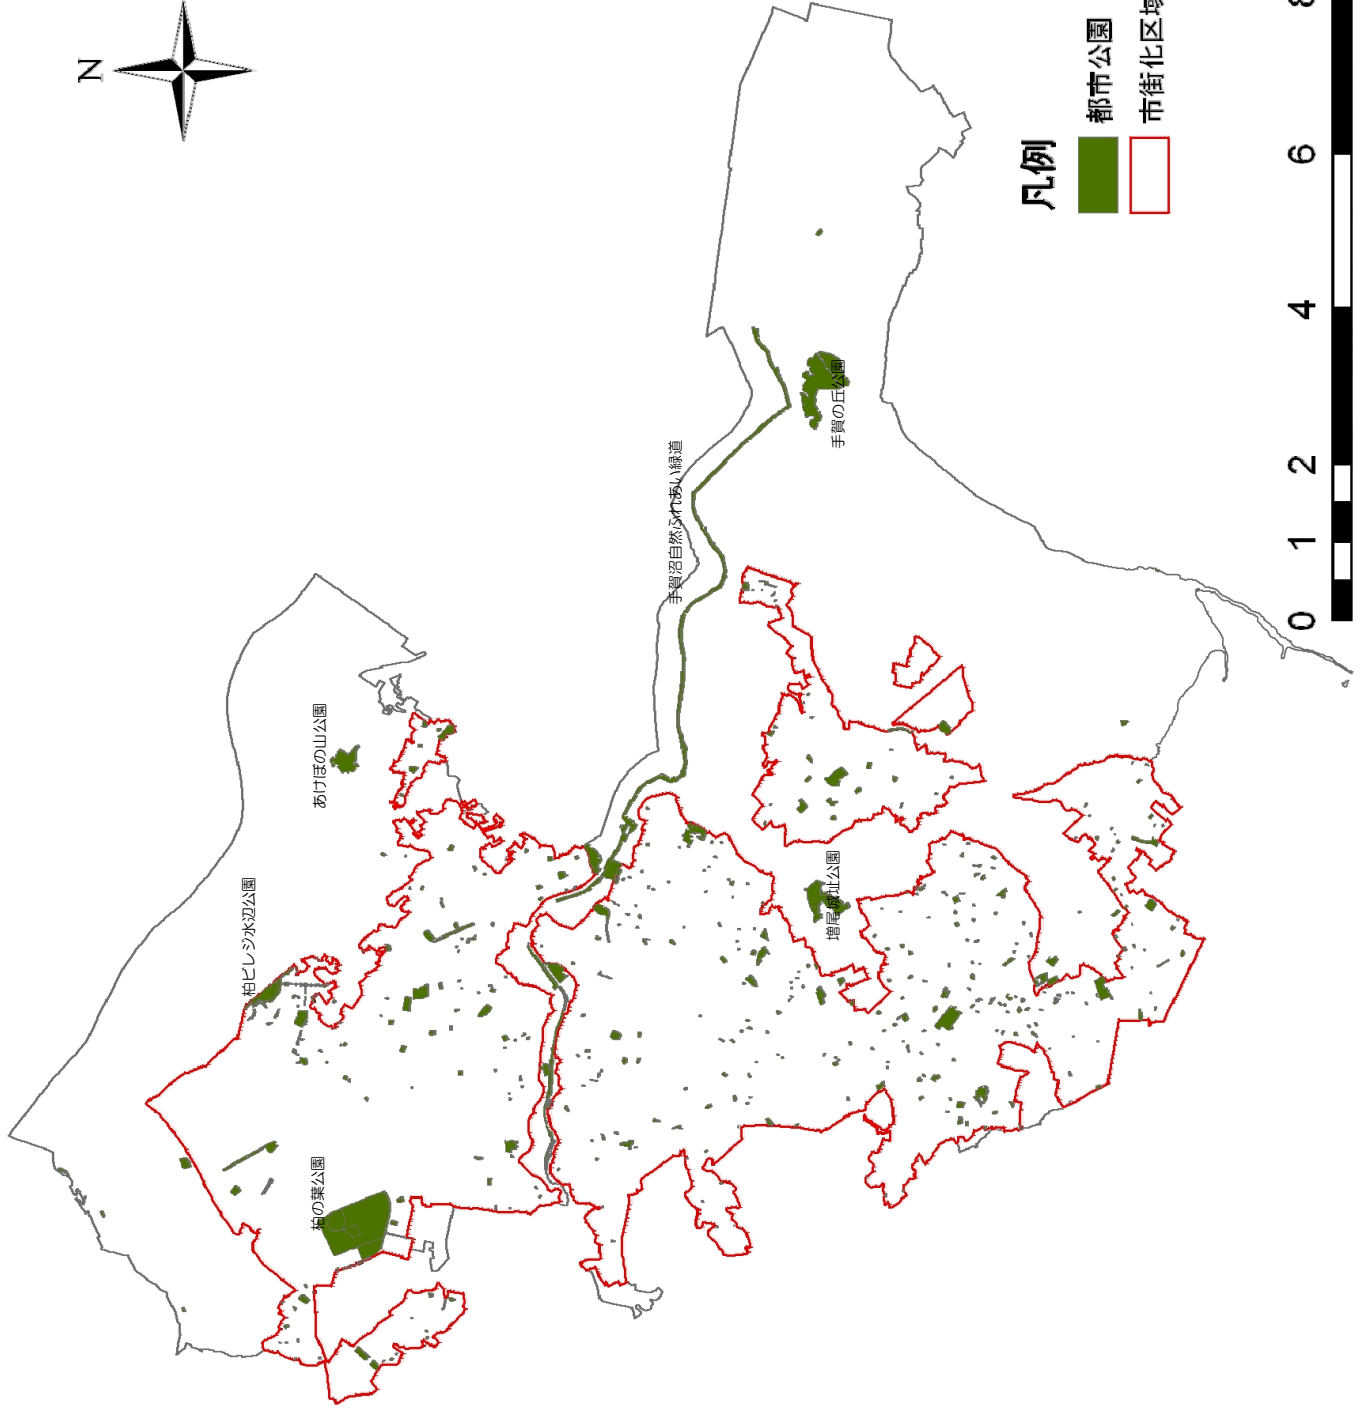 N
柏ビレジ水辺公園
あけぼの山公園
柏の葉公園
手賀沼自然ふれあい緑道
手賀の丘公園
増尾城址公園
凡例
都市公園
市街化区域
0 1 2 4 6 8